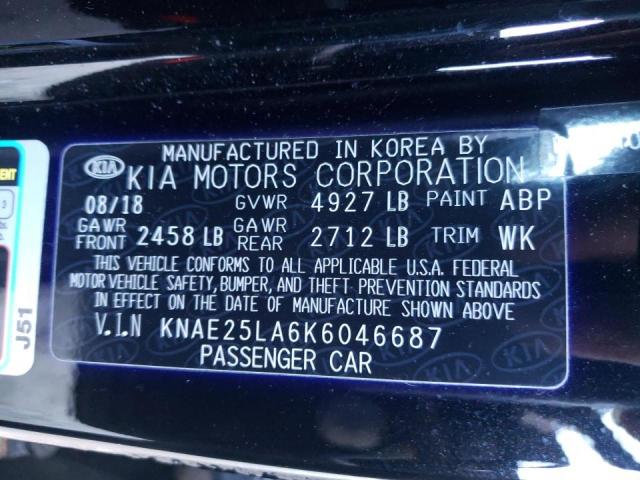 MANUFACTURED IN KOREA BY
KIA KIA MOTORS CORPORATION
08/18 GVWR 4927 LB PAINT ABP
GAWR FRONT 2458 LB GAWR REAR 2712 LB TRIM WK
THIS VEHICLE CONFORMS TO ALL APPLICABLE U.S.A. FEDERAL
MOTOR VEHICLE SAFETY, BUMPER, AND THEFT PREVENTION STANDARDS
IN EFFECT ON THE DATE OF MANUFACTURE SHOWN ABOVE
V.I.N KNAE25LA6K6046687
PASSENGER CAR
J51